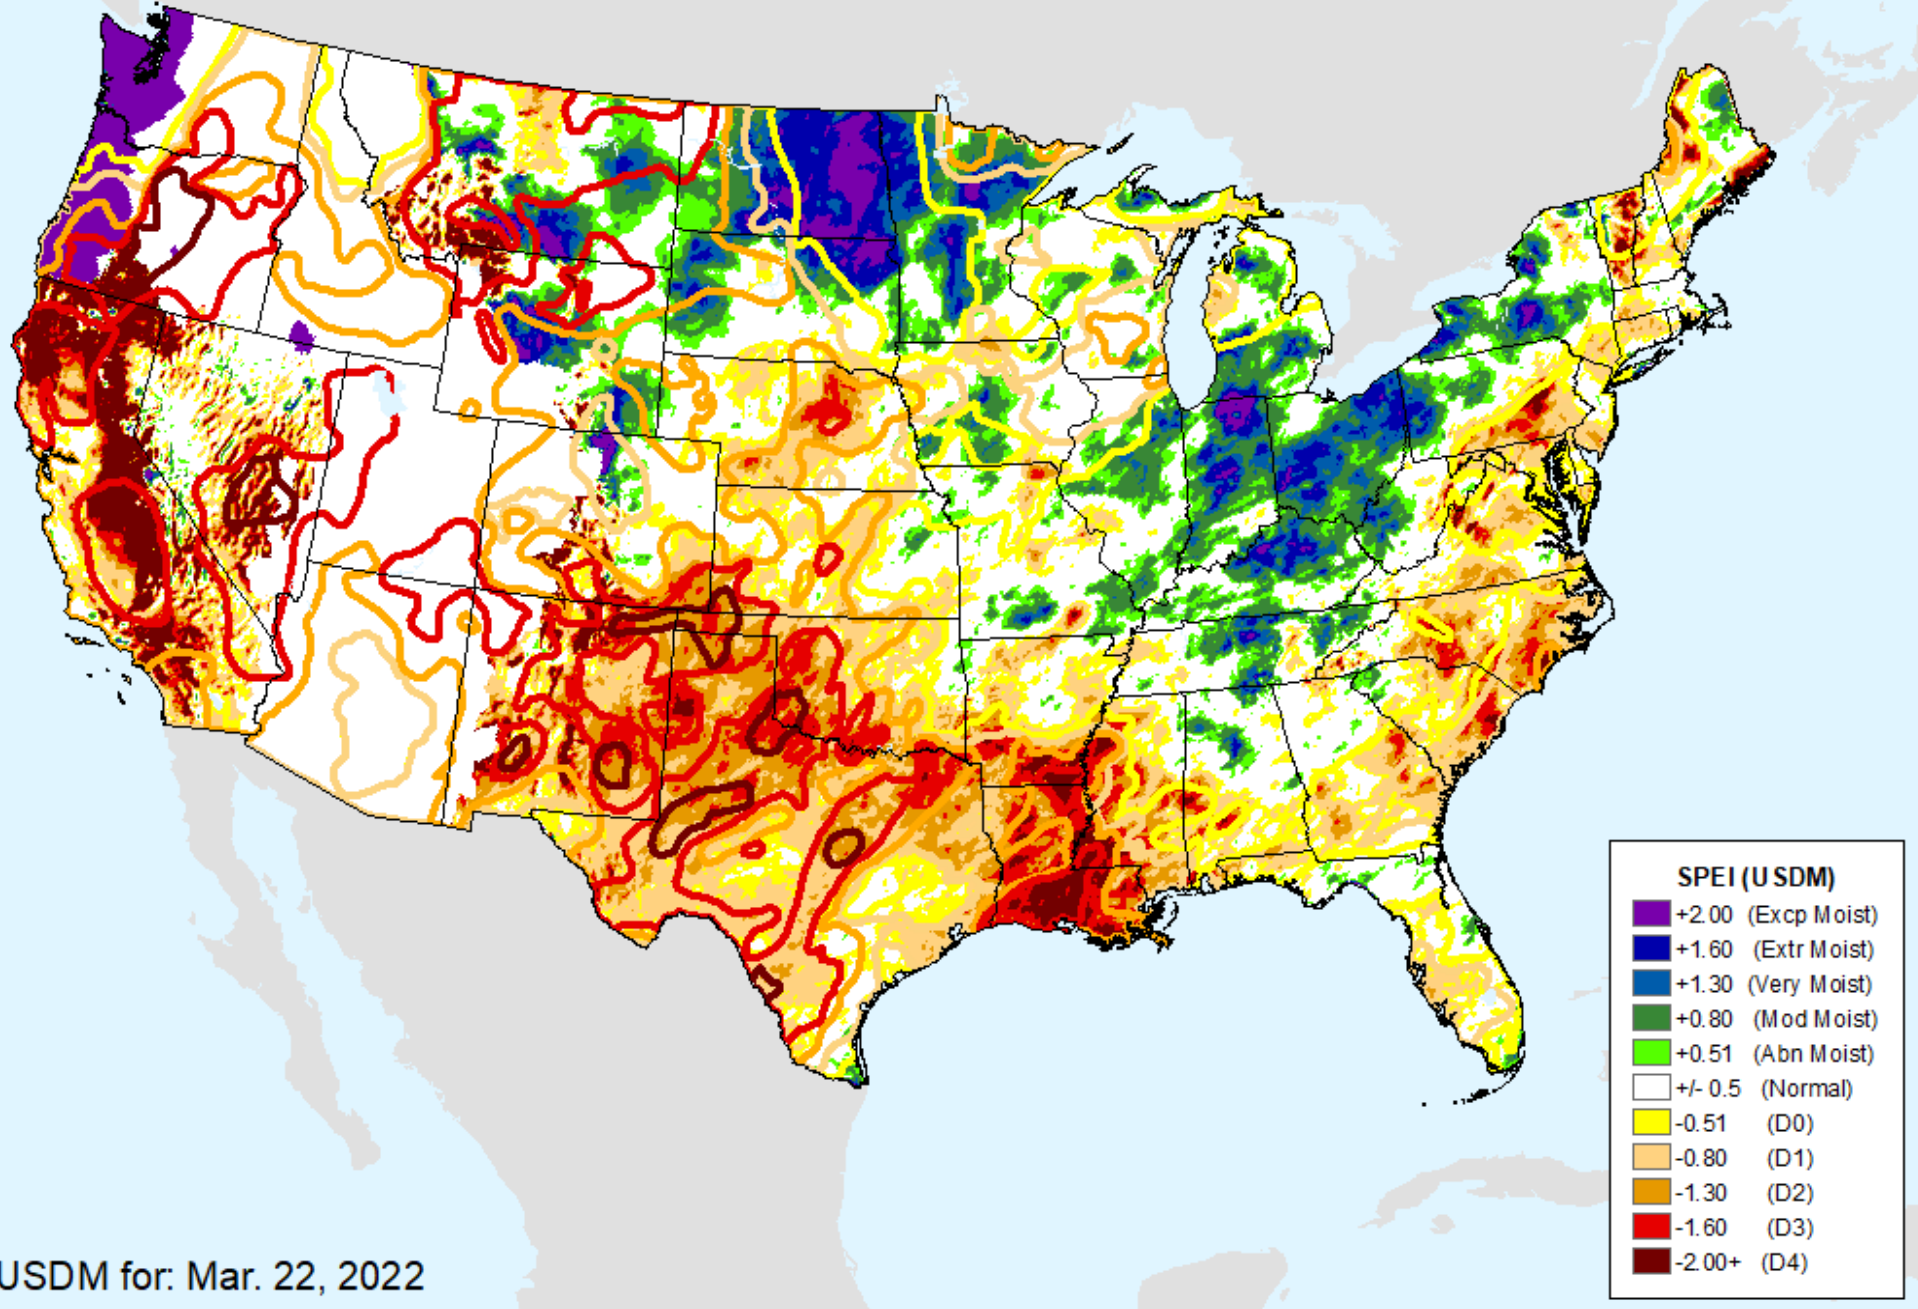 SPEI (USDM)
+2.00 (Excp Moist)
+1.60 (Extr Moist)
+1.30 (Very Moist)
+0.80 (Mod Moist)
+0.51 (Abn Moist)
+/- 0.5 (Normal)
-0.51 (D0)
-0.80 (D1)
-1.30 (D2)
-1.60 (D3)
-2.00+ (D4)
USDM for: Mar. 22, 2022